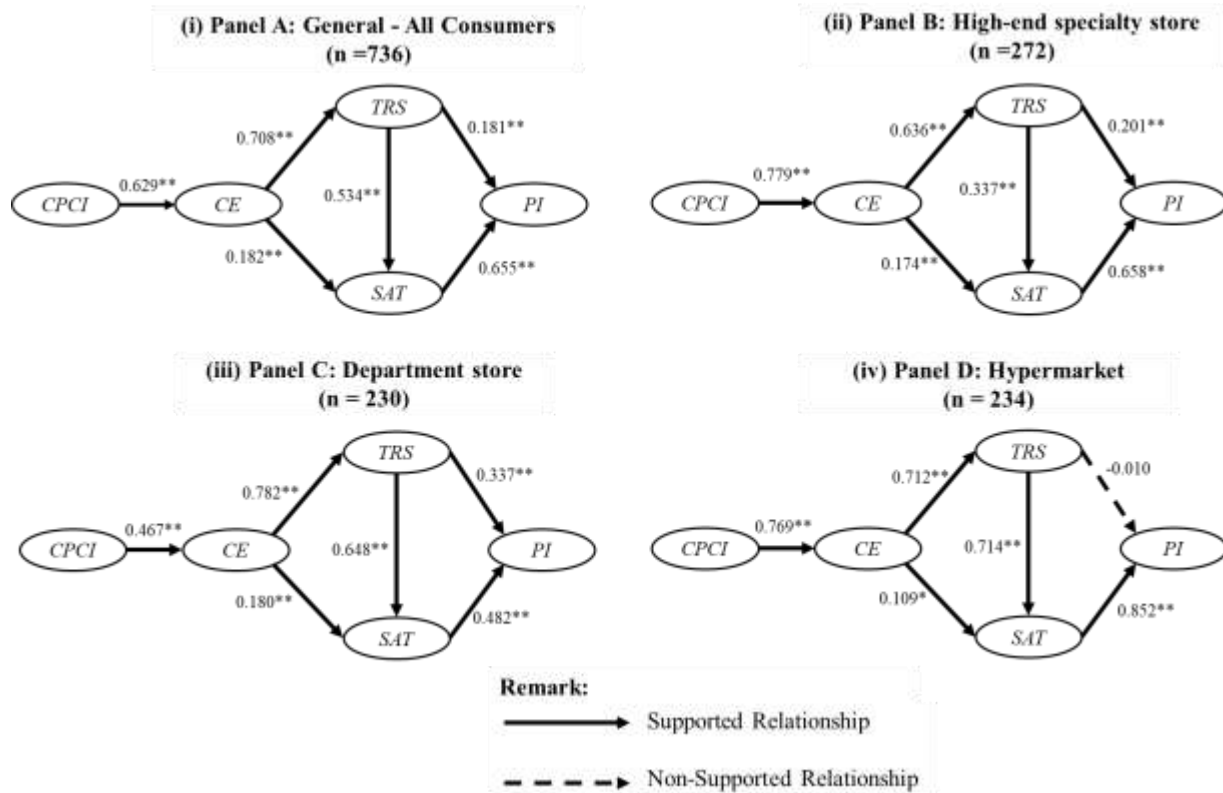 (i) Panel A: General - All Consumers
(n =736)
TRS
0.708**
0.181**
0.629**
0.534**
CPCI
CE
PI
0.182**
0.655**
SAT
(ii) Panel B: High-end specialty store
(n =272)
TRS
0.636**
0.201**
0.779**
0.337**
CPCI
CE
PI
0.174**
0.658**
SAT
(iii) Panel C: Department store
(n = 230)
TRS
0.782**
0.337**
0.467**
0.648**
CPCI
CE
PI
0.180**
0.482**
SAT
(iv) Panel D: Hypermarket
(n = 234)
TRS
0.712**
-0.010
0.769**
0.714**
CPCI
CE
PI
0.109*
0.852**
SAT
Remark:
Supported Relationship
Non-Supported Relationship